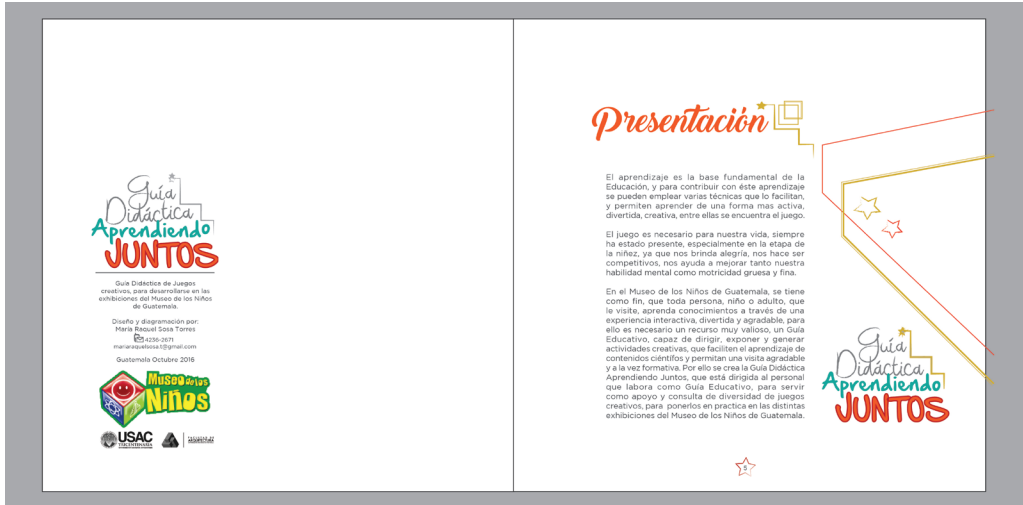 Guía
Didáctica
Aprendiendo
JUNTOS
Guía Didáctica de Juegos
creativos, para desarrollarse en las
exhibiciones del Museo de los Niños
de Guatemala.
Diseño y diagramación por:
María Raquel Sosa Torres
4236-2671
mariaraquelsosa.t@gmail.com
Guatemala Octubre 2016
Museo de los
Niños
USAC
TRICENTENARIA
ARQUITECTURA
Presentación
El aprendizaje es la base fundamental de la
Educación, y para contribuir con éste aprendizaje
se pueden emplear varias técnicas que lo facilitan,
y permiten aprender de una forma mas activa,
divertida, creativa, entre ellas se encuentra el juego.
El juego es necesario para nuestra vida, siempre
ha estado presente, especialmente en la etapa de
la niñez, ya que nos brinda alegría, nos hace ser
competitivos, nos ayuda a mejorar tanto nuestra
habilidad mental como motricidad gruesa y fina.
En el Museo de los Niños de Guatemala, se tiene
como fin, que toda persona, niño o adulto, que
le visite, aprenda conocimientos a través de una
experiencia interactiva, divertida y agradable, para
ello es necesario un recurso muy valioso, un Guía
Educativo, capaz de dirigir, exponer y generar
actividades creativas, que faciliten el aprendizaje de
contenidos ciéntífos y permitan una visita agradable
y a la vez formativa. Por ello se crea la Guía Didáctica
Aprendiendo Juntos, que está dirigida al personal
que labora como Guía Educativo, para servir
como apoyo y consulta de diversidad de juegos
creativos, para ponerlos en practica en las distintas
exhibiciones del Museo de los Niños de Guatemala.
Guía
Didáctica
Aprendiendo
JUNTOS
5